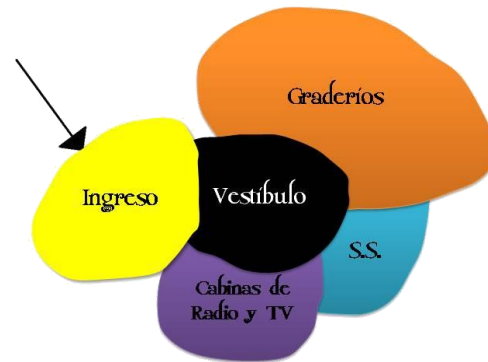 Graderíos
Ingreso
Vestíbulo
S.S.
Cabinas de
Radio y TV